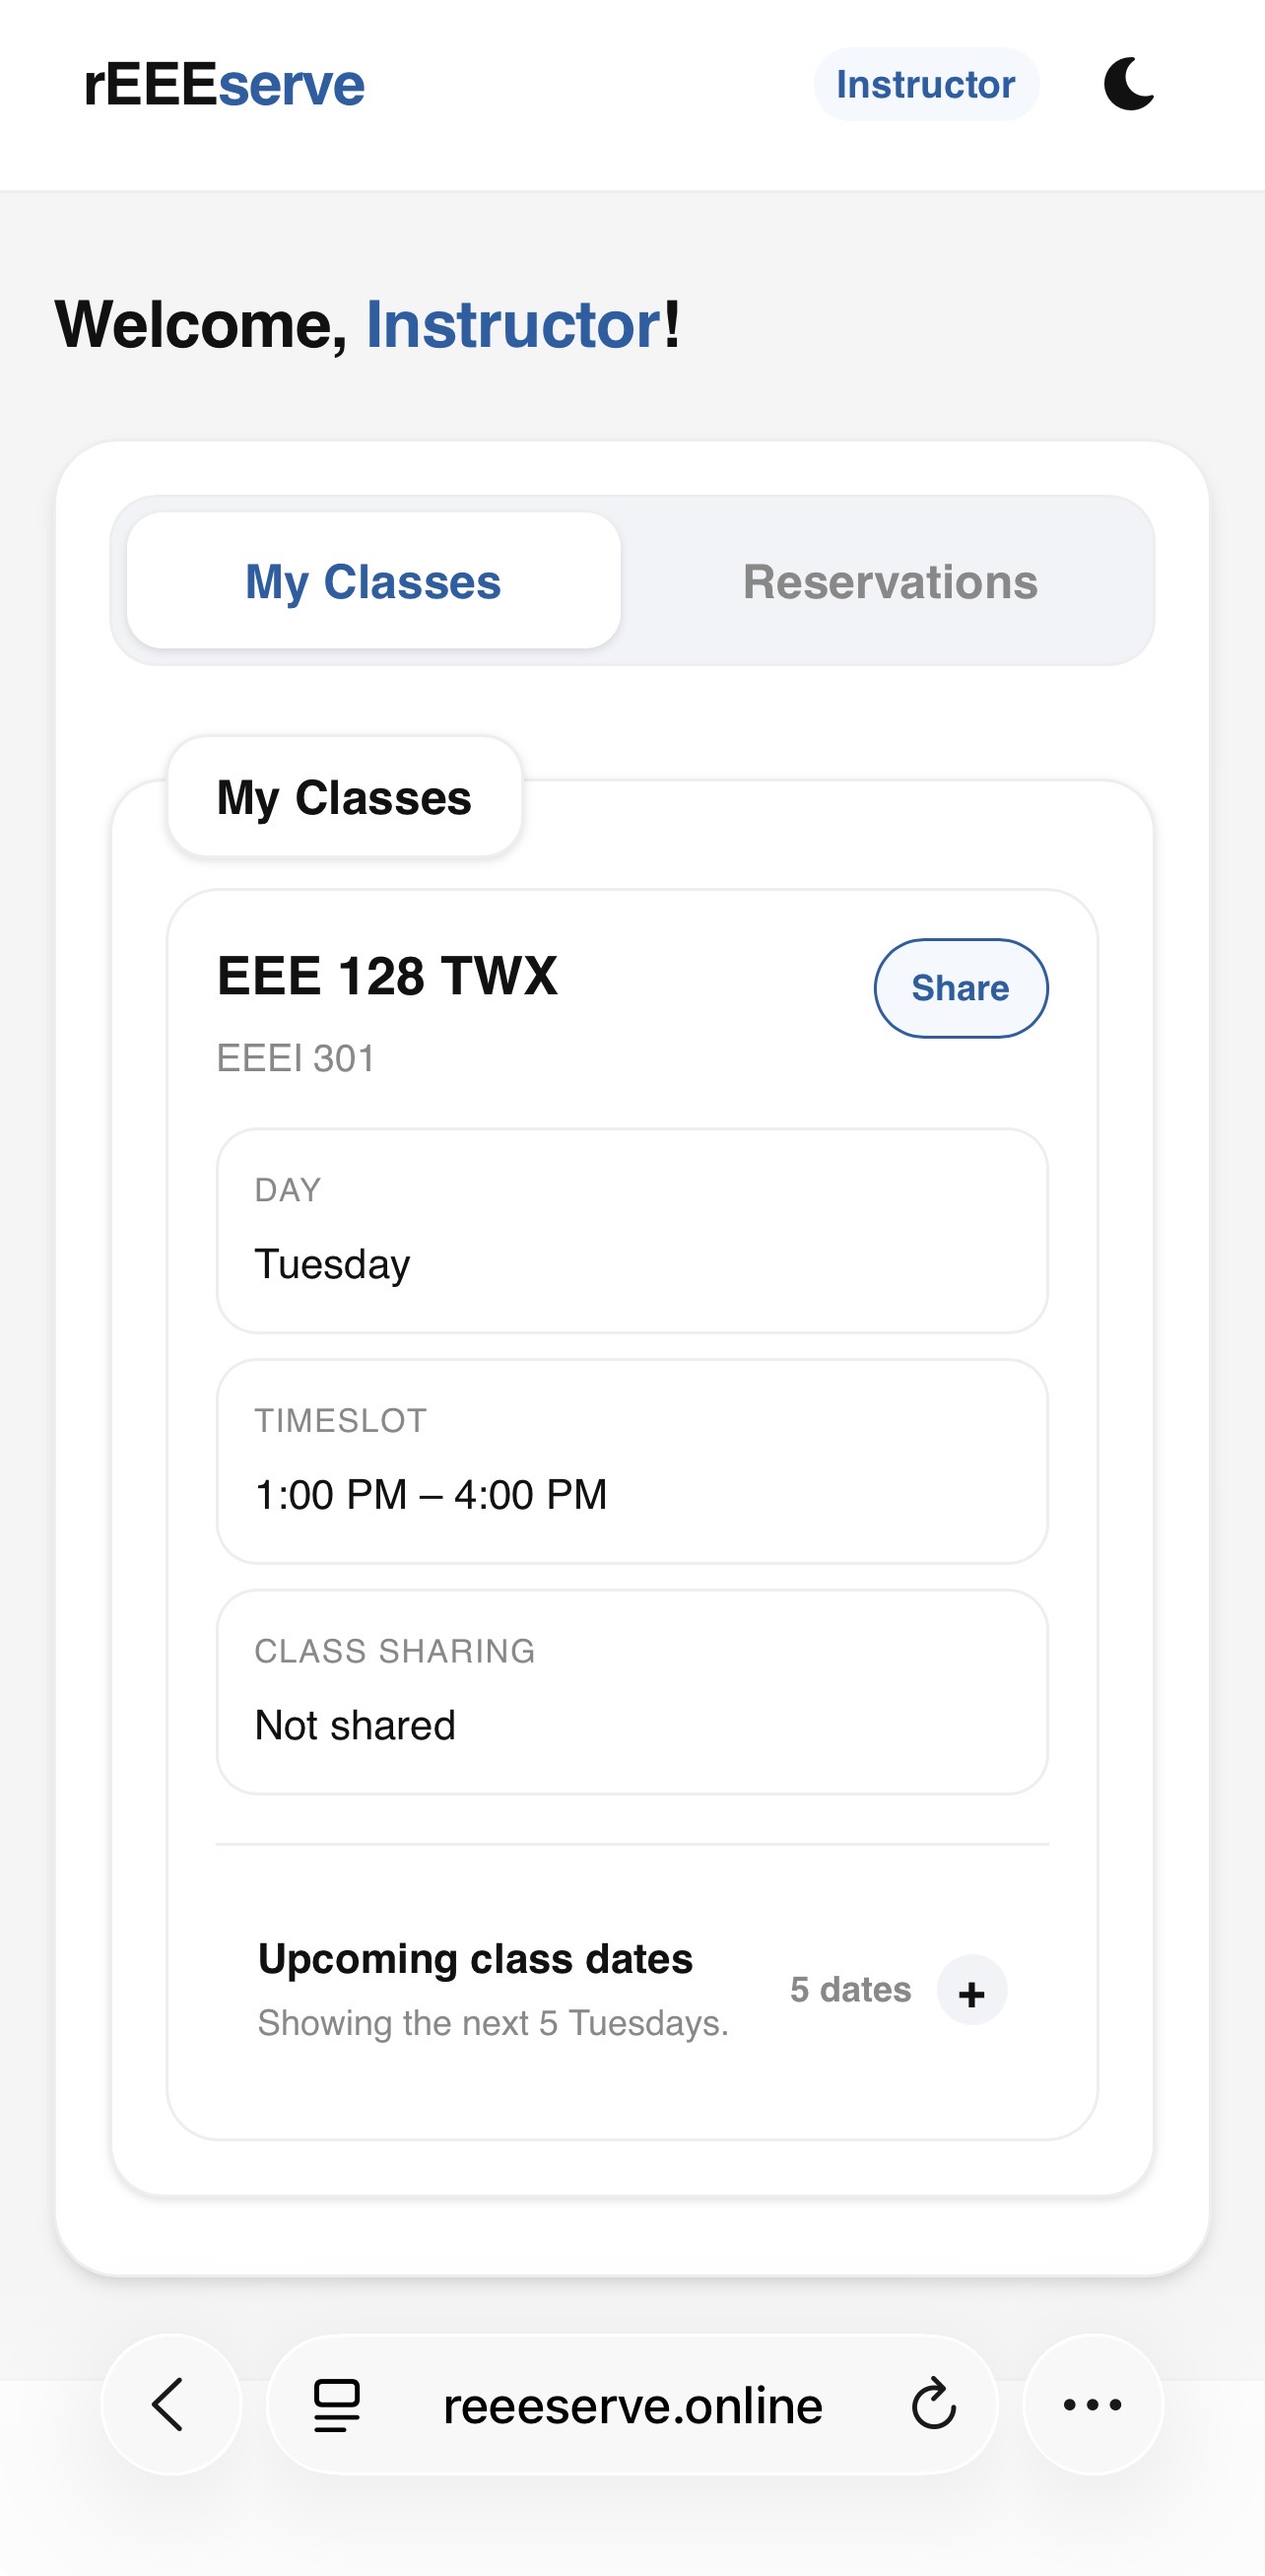 rEEEserve
Instructor
Welcome, Instructor!
My Classes
Reservations
My Classes
EEE 128 TWX
Share
EEEI 301
DAY
Tuesday
TIMESLOT
1:00 PM – 4:00 PM
CLASS SHARING
Not shared
Upcoming class dates
Showing the next 5 Tuesdays.
5 dates
+
reeeserve.online